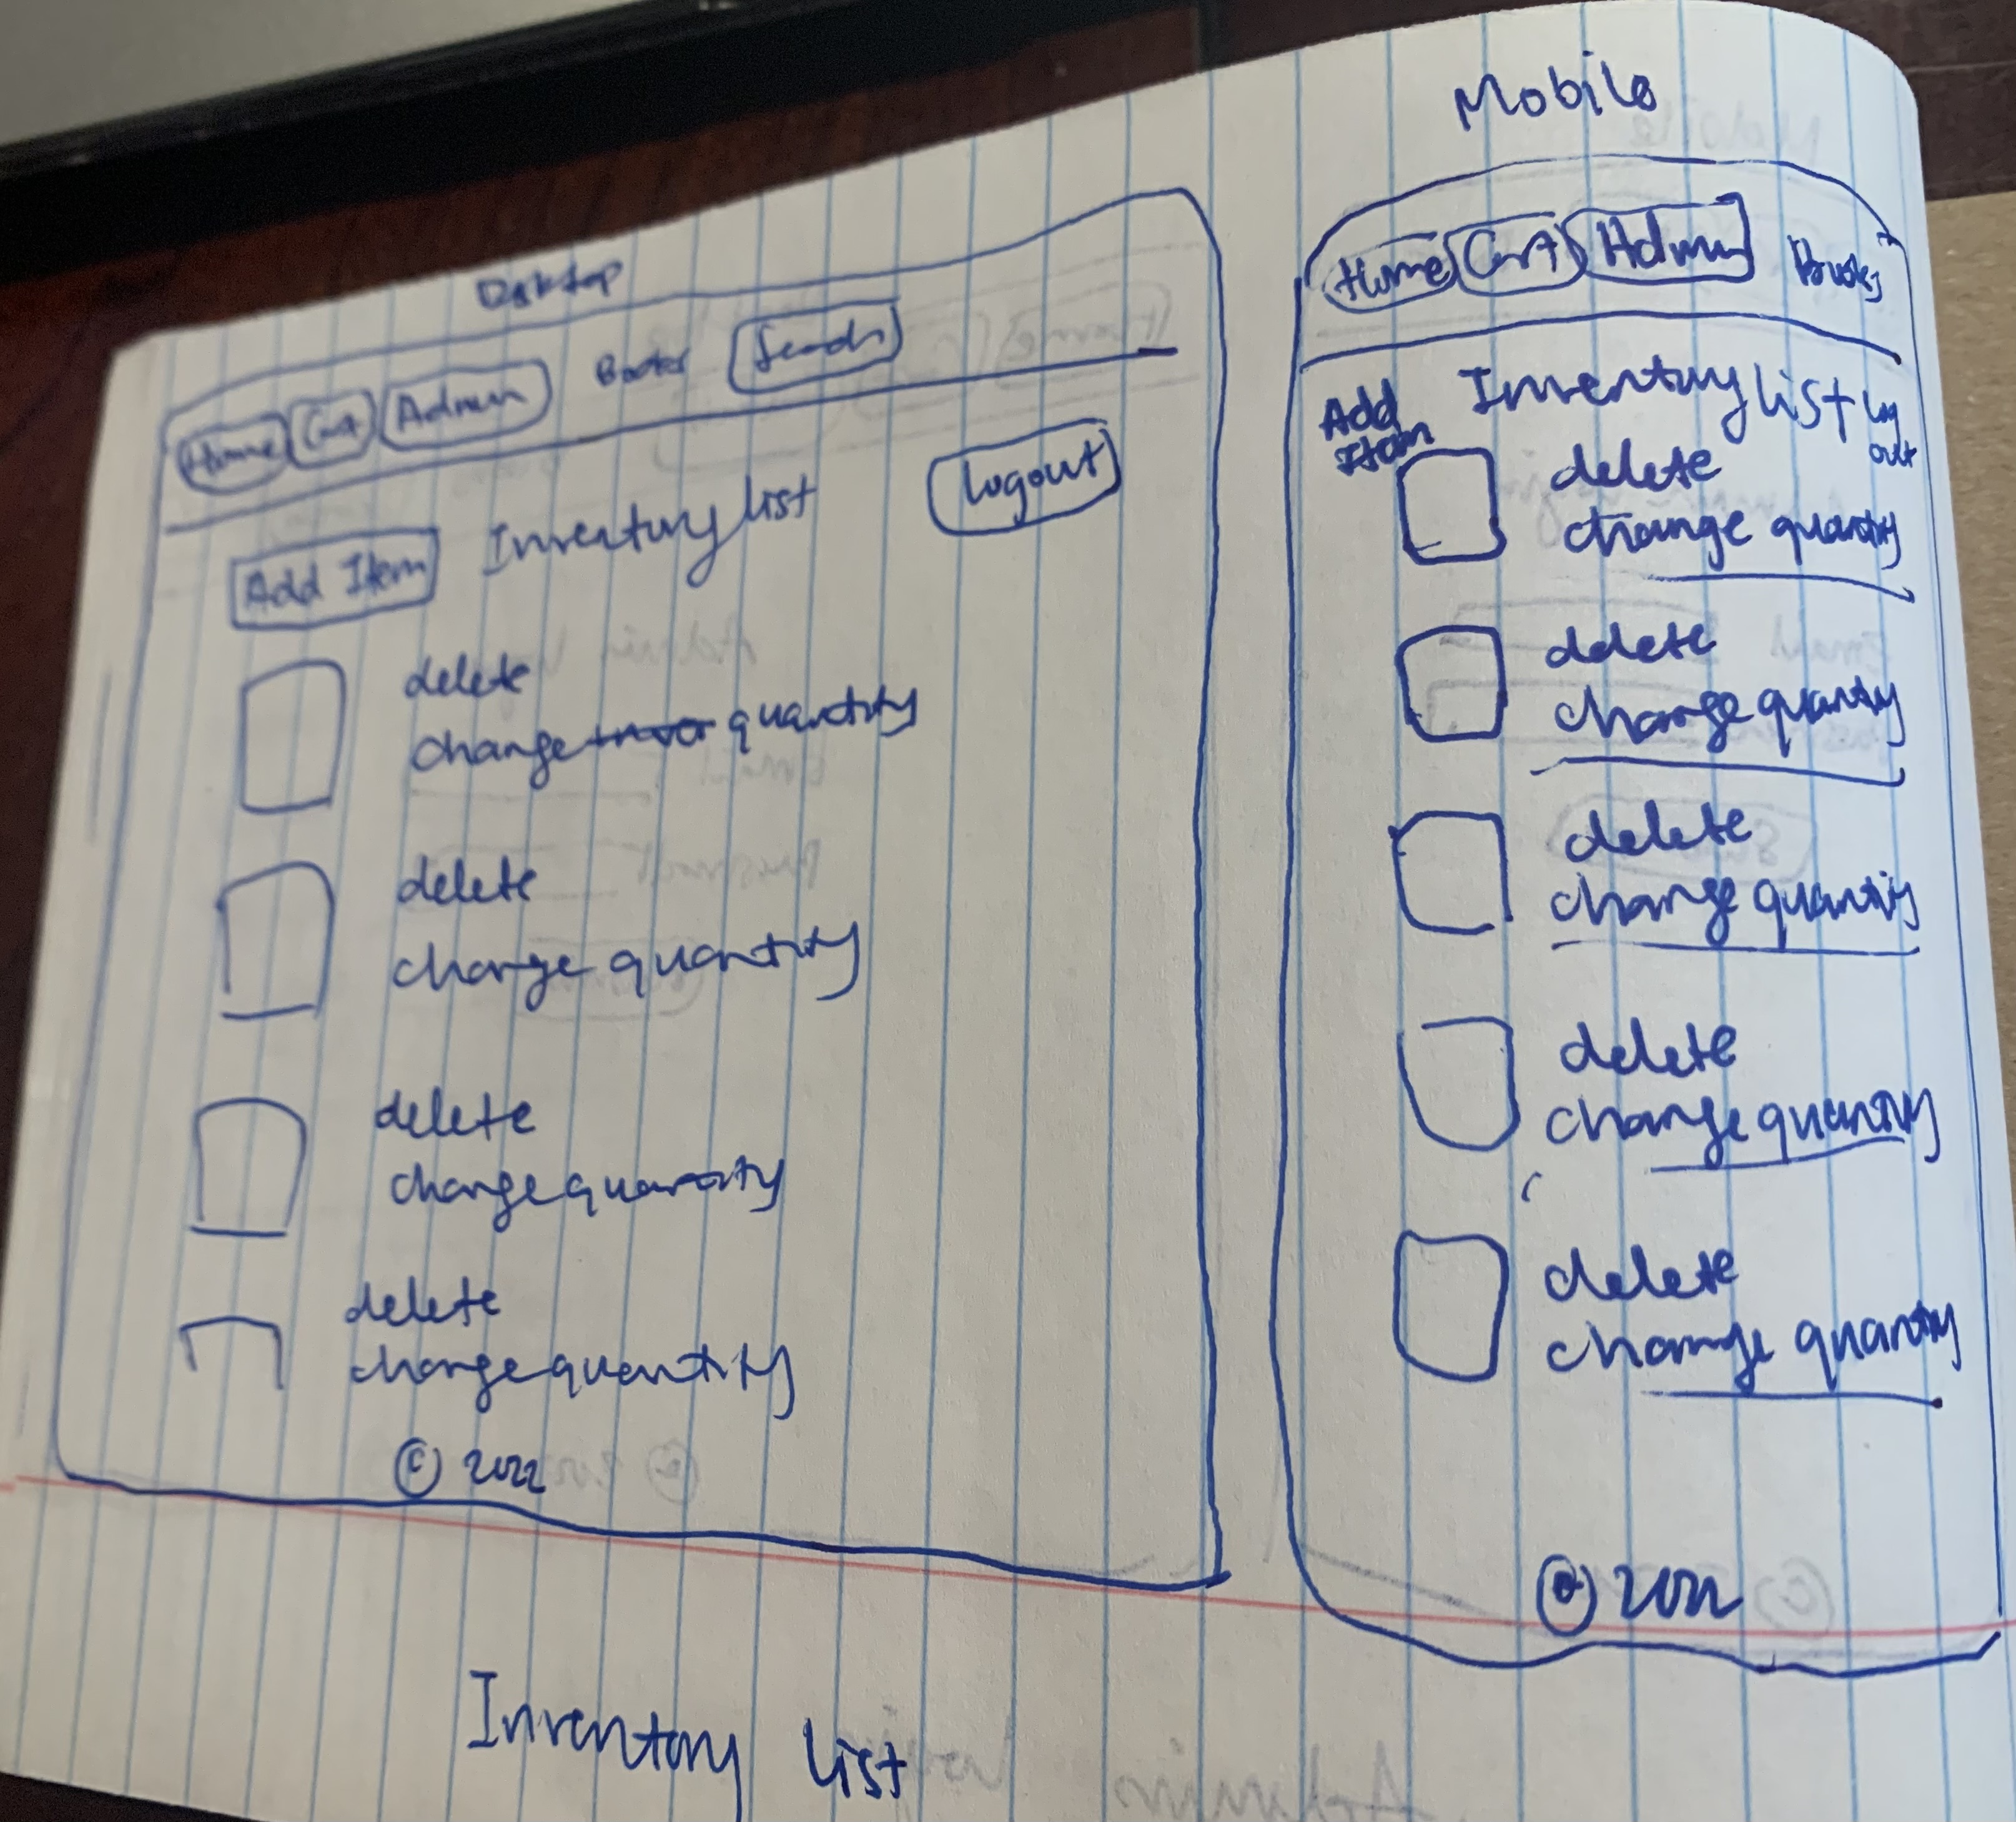 Desktop
Home Cart Admin Books Search
Add Item Inventory list logout
delete
change quantity
delete
change quantity
delete
change quantity
delete
change quantity
© 2022
Mobile
Home Cart Admin Books
Add Item Inventory list Log out
delete
change quantity
delete
change quantity
delete
change quantity
delete
change quantity
delete
change quantity
© 2022
Inventory list